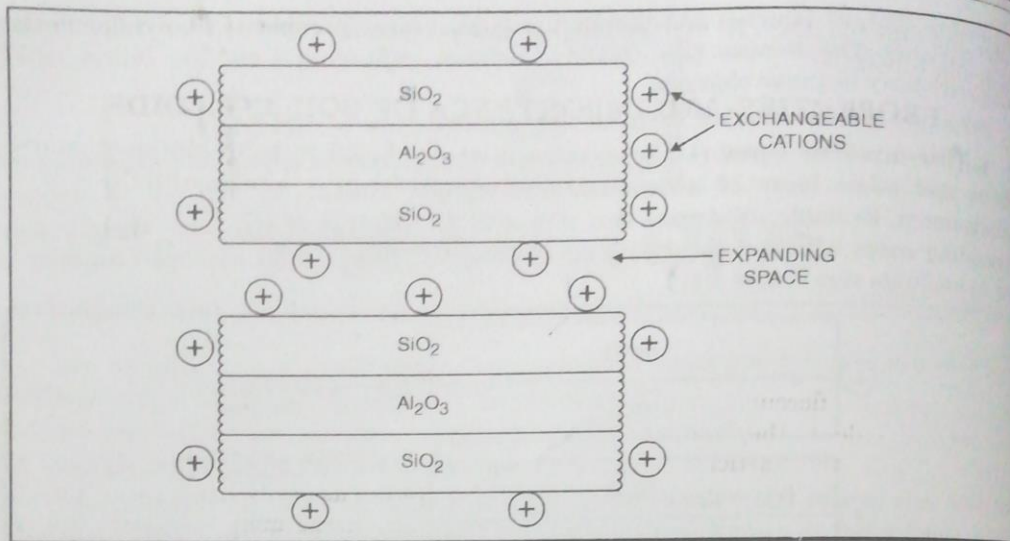 SiO₂
Al₂O₃
SiO₂
EXCHANGEABLE
CATIONS
EXPANDING
SPACE
SiO₂
Al₂O₃
SiO₂